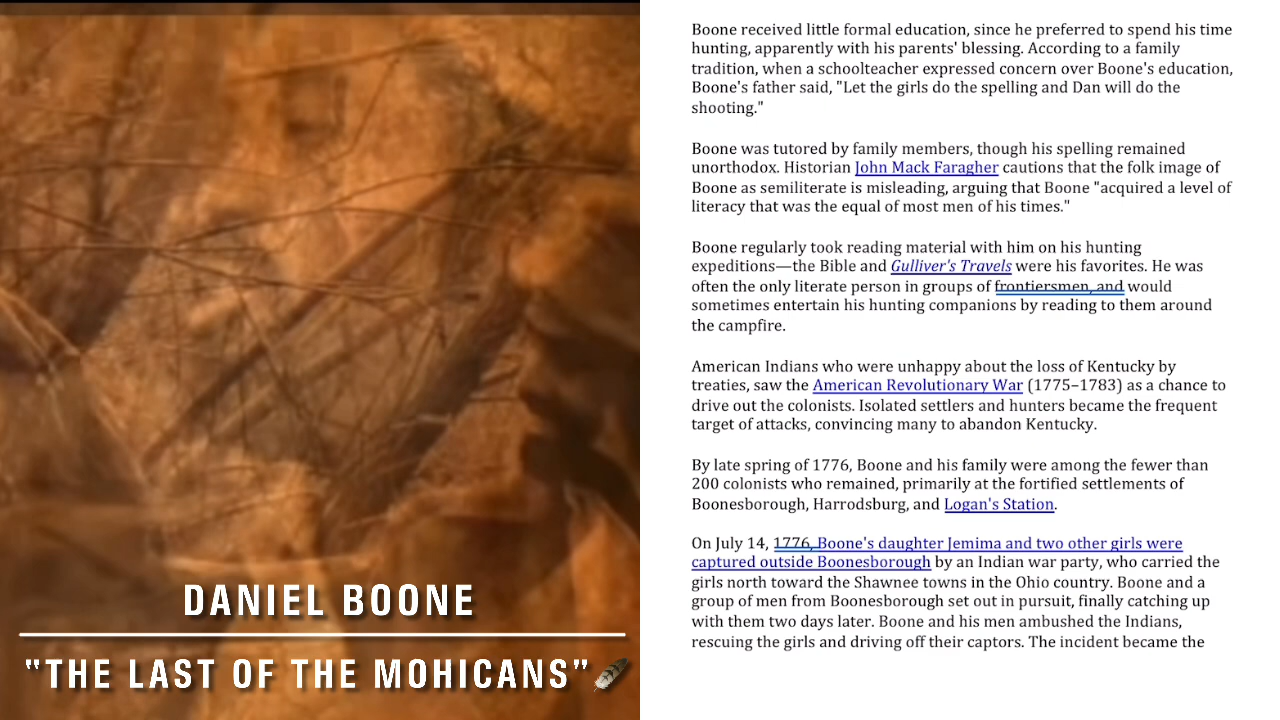 DANIEL BOONE
"THE LAST OF THE MOHICANS"
Boone received little formal education, since he preferred to spend his time
hunting, apparently with his parents' blessing. According to a family
tradition, when a schoolteacher expressed concern over Boone's education,
Boone's father said, "Let the girls do the spelling and Dan will do the
shooting."
Boone was tutored by family members, though his spelling remained
unorthodox. Historian John Mack Faragher cautions that the folk image of
Boone as semiliterate is misleading, arguing that Boone "acquired a level of
literacy that was the equal of most men of his times."
Boone regularly took reading material with him on his hunting
expeditions—the Bible and Gulliver's Travels were his favorites. He was
often the only literate person in groups of frontiersmen, and would
sometimes entertain his hunting companions by reading to them around
the campfire.
American Indians who were unhappy about the loss of Kentucky by
treaties, saw the American Revolutionary War (1775–1783) as a chance to
drive out the colonists. Isolated settlers and hunters became the frequent
target of attacks, convincing many to abandon Kentucky.
By late spring of 1776, Boone and his family were among the fewer than
200 colonists who remained, primarily at the fortified settlements of
Boonesborough, Harrodsburg, and Logan's Station.
On July 14, 1776, Boone's daughter Jemima and two other girls were
captured outside Boonesborough by an Indian war party, who carried the
girls north toward the Shawnee towns in the Ohio country. Boone and a
group of men from Boonesborough set out in pursuit, finally catching up
with them two days later. Boone and his men ambushed the Indians,
rescuing the girls and driving off their captors. The incident became the